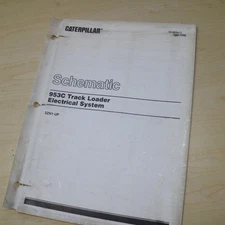 CATERPILLAR
Schematic
953C Track Loader
Electrical System